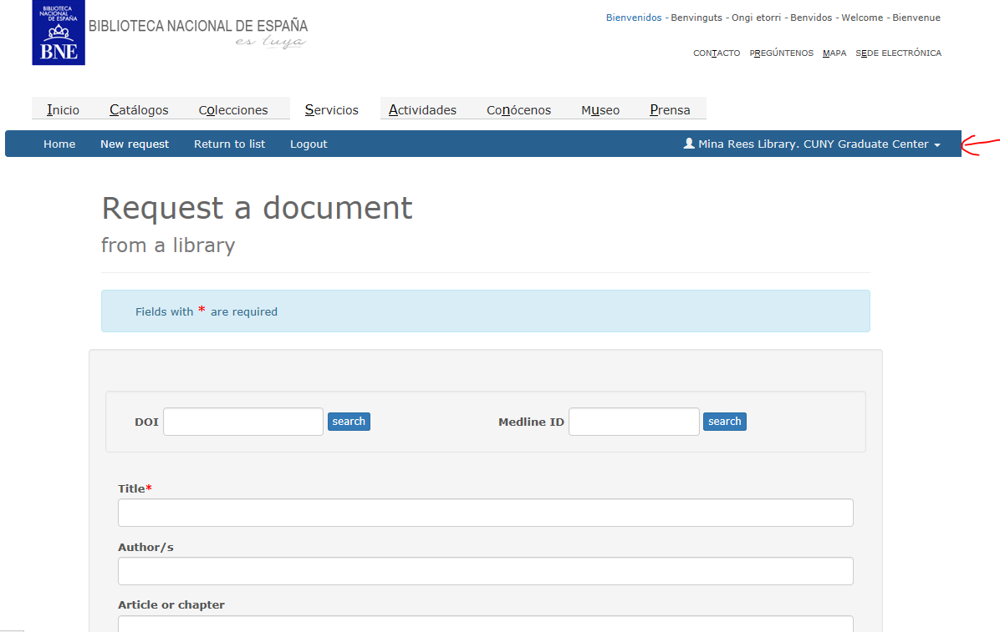 BIBLIOTECA
NACIONAL
DE ESPAÑA
BNE
BIBLIOTECA NACIONAL DE ESPAÑA
es tuya
Bienvenidos - Benvinguts - Ongi etorri - Benvidos - Welcome - Bienvenue
CONTACTO PREGÚNTENOS MAPA SEDE ELECTRÓNICA
Inicio Catálogos Colecciones Servicios Actividades Conócenos Museo Prensa
Home New request Return to list Logout Mina Rees Library. CUNY Graduate Center
Request a document
from a library
Fields with * are required
DOI search Medline ID search
Title*
Author/s
Article or chapter